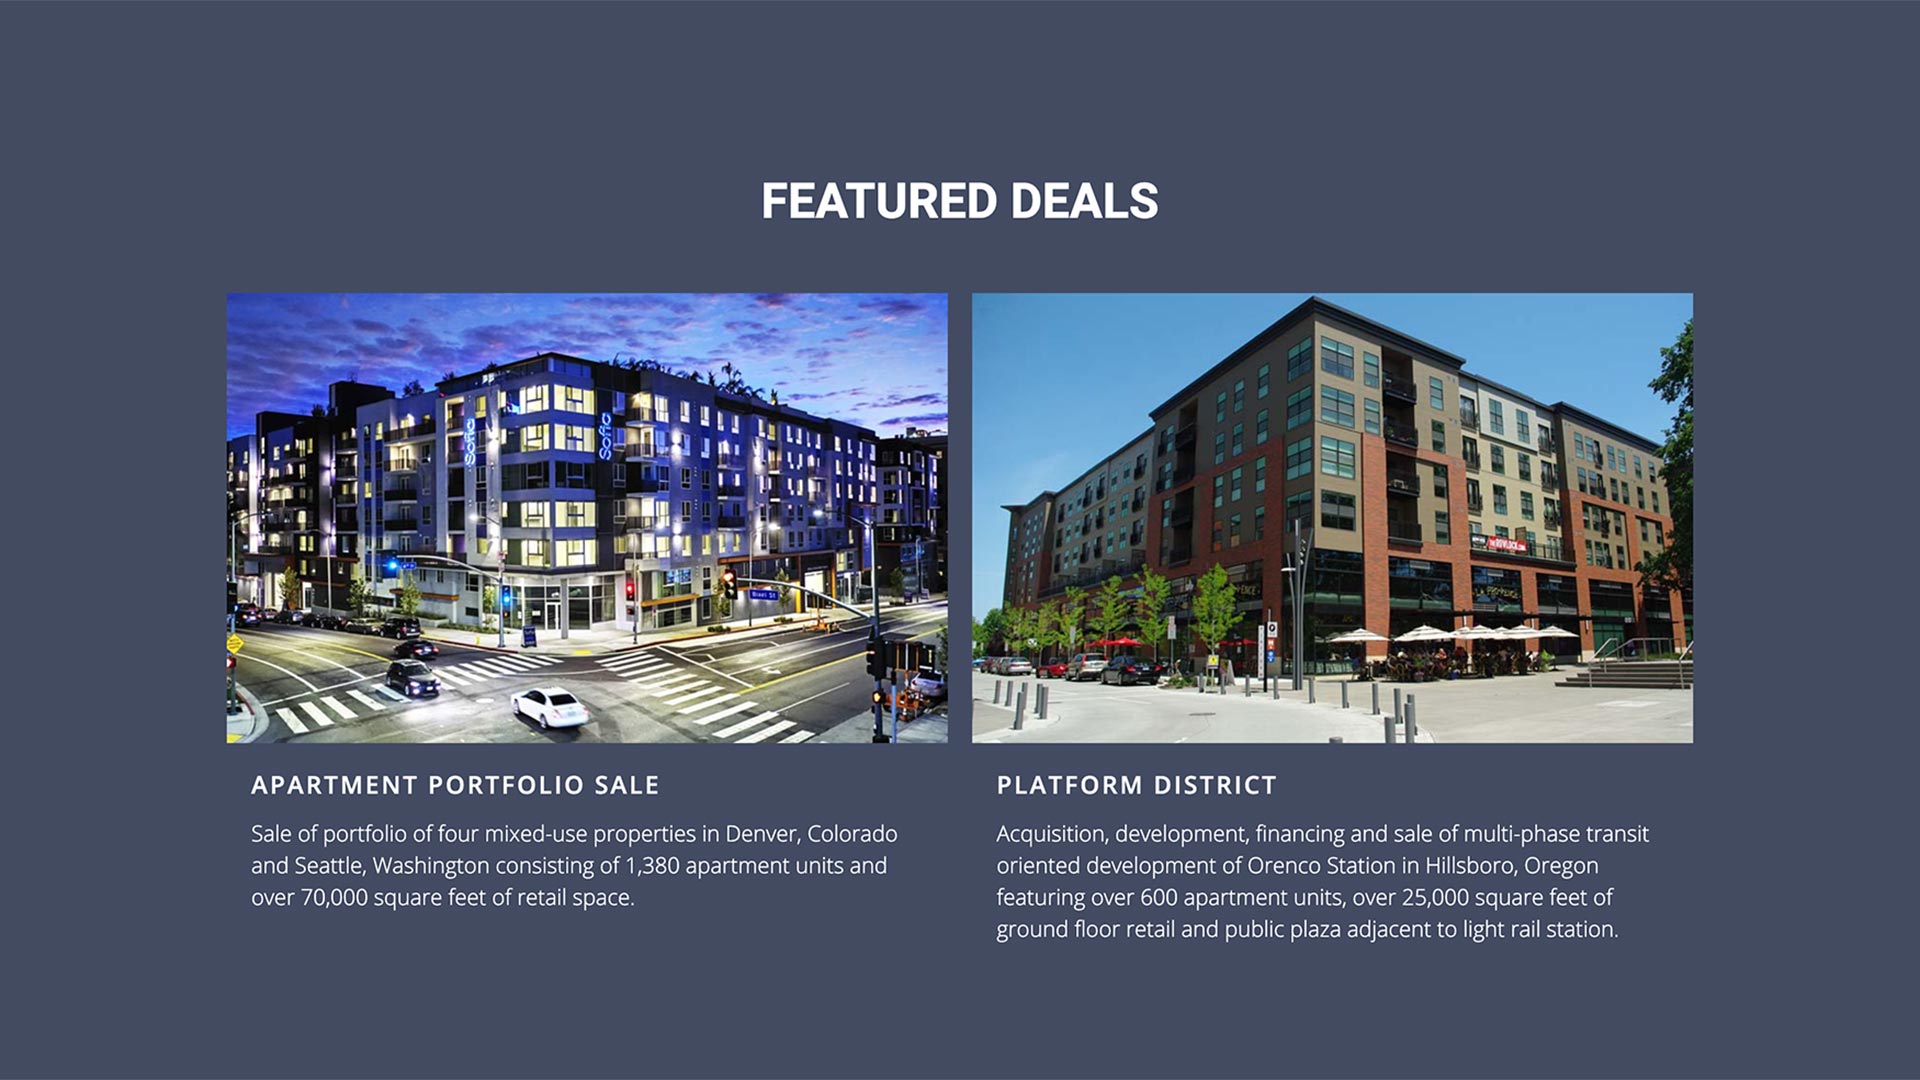 FEATURED DEALS
Sofia
Sofia
Bixel St
APARTMENT PORTFOLIO SALE
Sale of portfolio of four mixed-use properties in Denver, Colorado
and Seattle, Washington consisting of 1,380 apartment units and
over 70,000 square feet of retail space.
LA PROVENCE
PLATFORM DISTRICT
Acquisition, development, financing and sale of multi-phase transit
oriented development of Orenco Station in Hillsboro, Oregon
featuring over 600 apartment units, over 25,000 square feet of
ground floor retail and public plaza adjacent to light rail station.